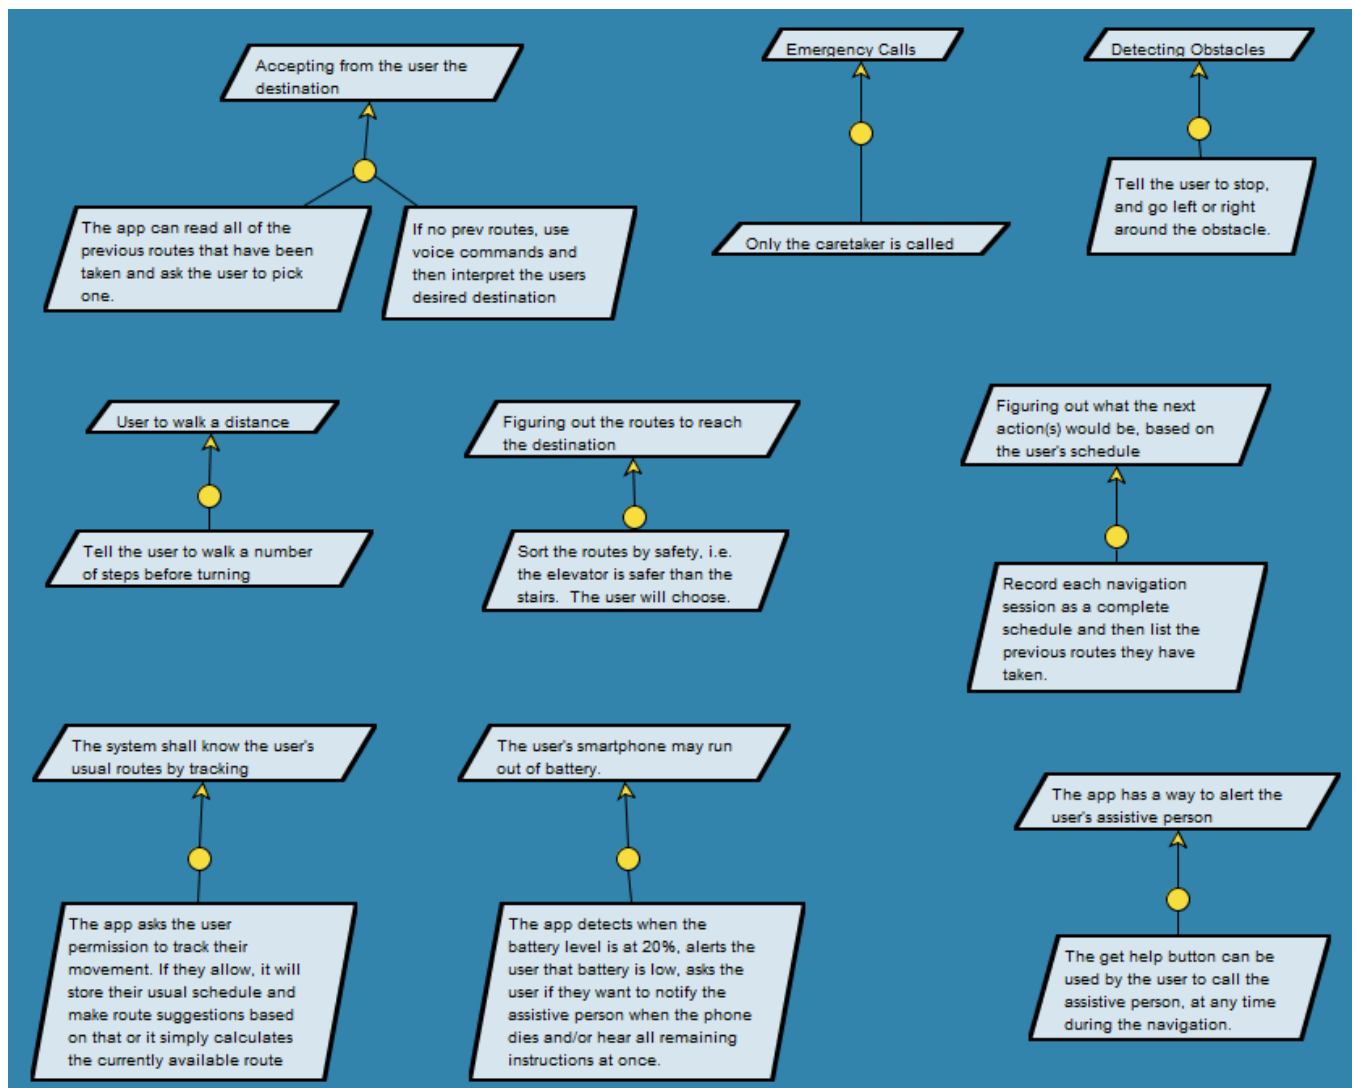 Accepting from the user the
destination
Emergency Calls
Detecting Obstacles
The app can read all of the
previous routes that have been
taken and ask the user to pick
one.
If no prev routes, use
voice commands and
then interpret the users
desired destination
Only the caretaker is called
Tell the user to stop,
and go left or right
around the obstacle.
User to walk a distance
Figuring out the routes to reach
the destination
Figuring out what the next
action(s) would be, based on
the user's schedule
Tell the user to walk a number
of steps before turning
Sort the routes by safety, i.e.
the elevator is safer than the
stairs.  The user will choose.
Record each navigation
session as a complete
schedule and then list the
previous routes they have
taken.
The system shall know the user's
usual routes by tracking
The user's smartphone may run
out of battery.
The app has a way to alert the
user's assistive person
The app asks the user
permission to track their
movement. If they allow, it will
store their usual schedule and
make route suggestions based
on that or it simply calculates
the currently available route
The app detects when the
battery level is at 20%, alerts the
user that battery is low, asks the
user if they want to notify the
assistive person when the phone
dies and/or hear all remaining
instructions at once.
The get help button can be
used by the user to call the
assistive person, at any time
during the navigation.